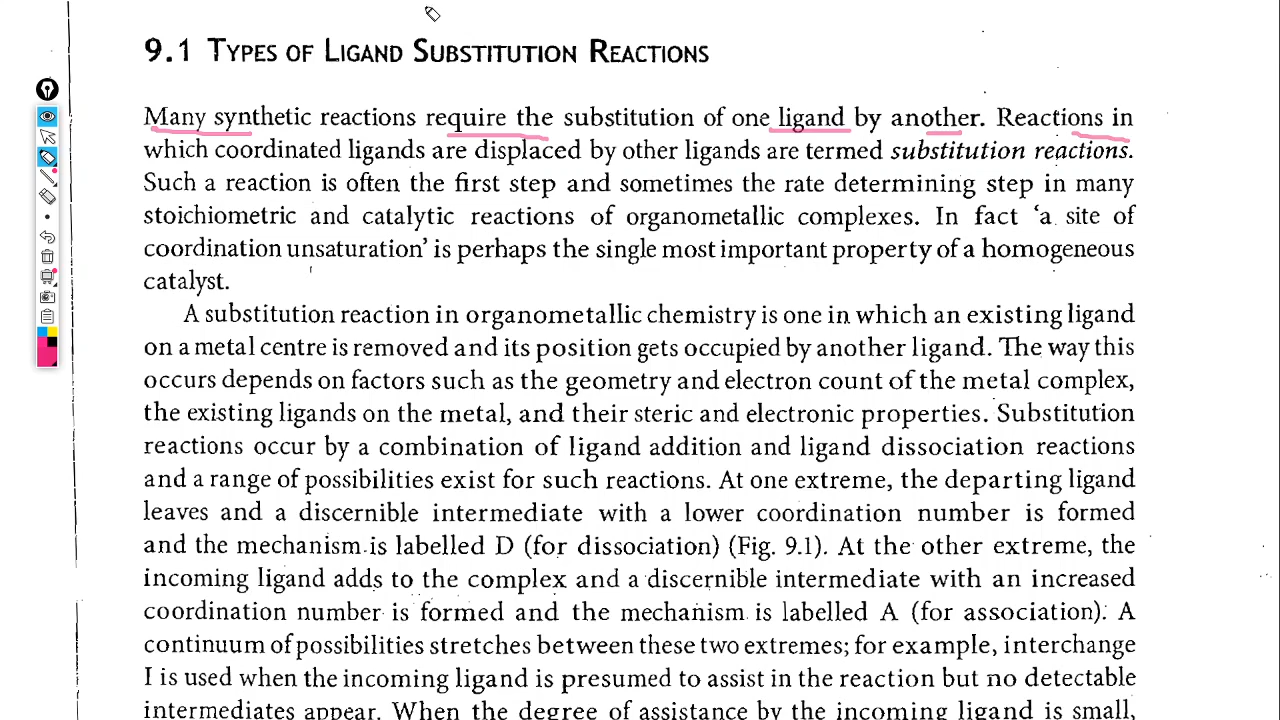 9.1 TYPES OF LIGAND SUBSTITUTION REACTIONS
Many synthetic reactions require the substitution of one ligand by another. Reactions in
which coordinated ligands are displaced by other ligands are termed substitution reactions.
Such a reaction is often the first step and sometimes the rate determining step in many
stoichiometric and catalytic reactions of organometallic complexes. In fact ‘a site of
coordination unsaturation’ is perhaps the single most important property of a homogeneous
catalyst.
A substitution reaction in organometallic chemistry is one in which an existing ligand
on a metal centre is removed and its position gets occupied by another ligand. The way this
occurs depends on factors such as the geometry and electron count of the metal complex,
the existing ligands on the metal, and their steric and electronic properties. Substitution
reactions occur by a combination of ligand addition and ligand dissociation reactions
and a range of possibilities exist for such reactions. At one extreme, the departing ligand
leaves and a discernible intermediate with a lower coordination number is formed
and the mechanism is labelled D (for dissociation) (Fig. 9.1). At the other extreme, the
incoming ligand adds to the complex and a discernible intermediate with an increased
coordination number is formed and the mechanism is labelled A (for association). A
continuum of possibilities stretches between these two extremes; for example, interchange
I is used when the incoming ligand is presumed to assist in the reaction but no detectable
intermediates appear. When the degree of assistance by the incoming ligand is small,